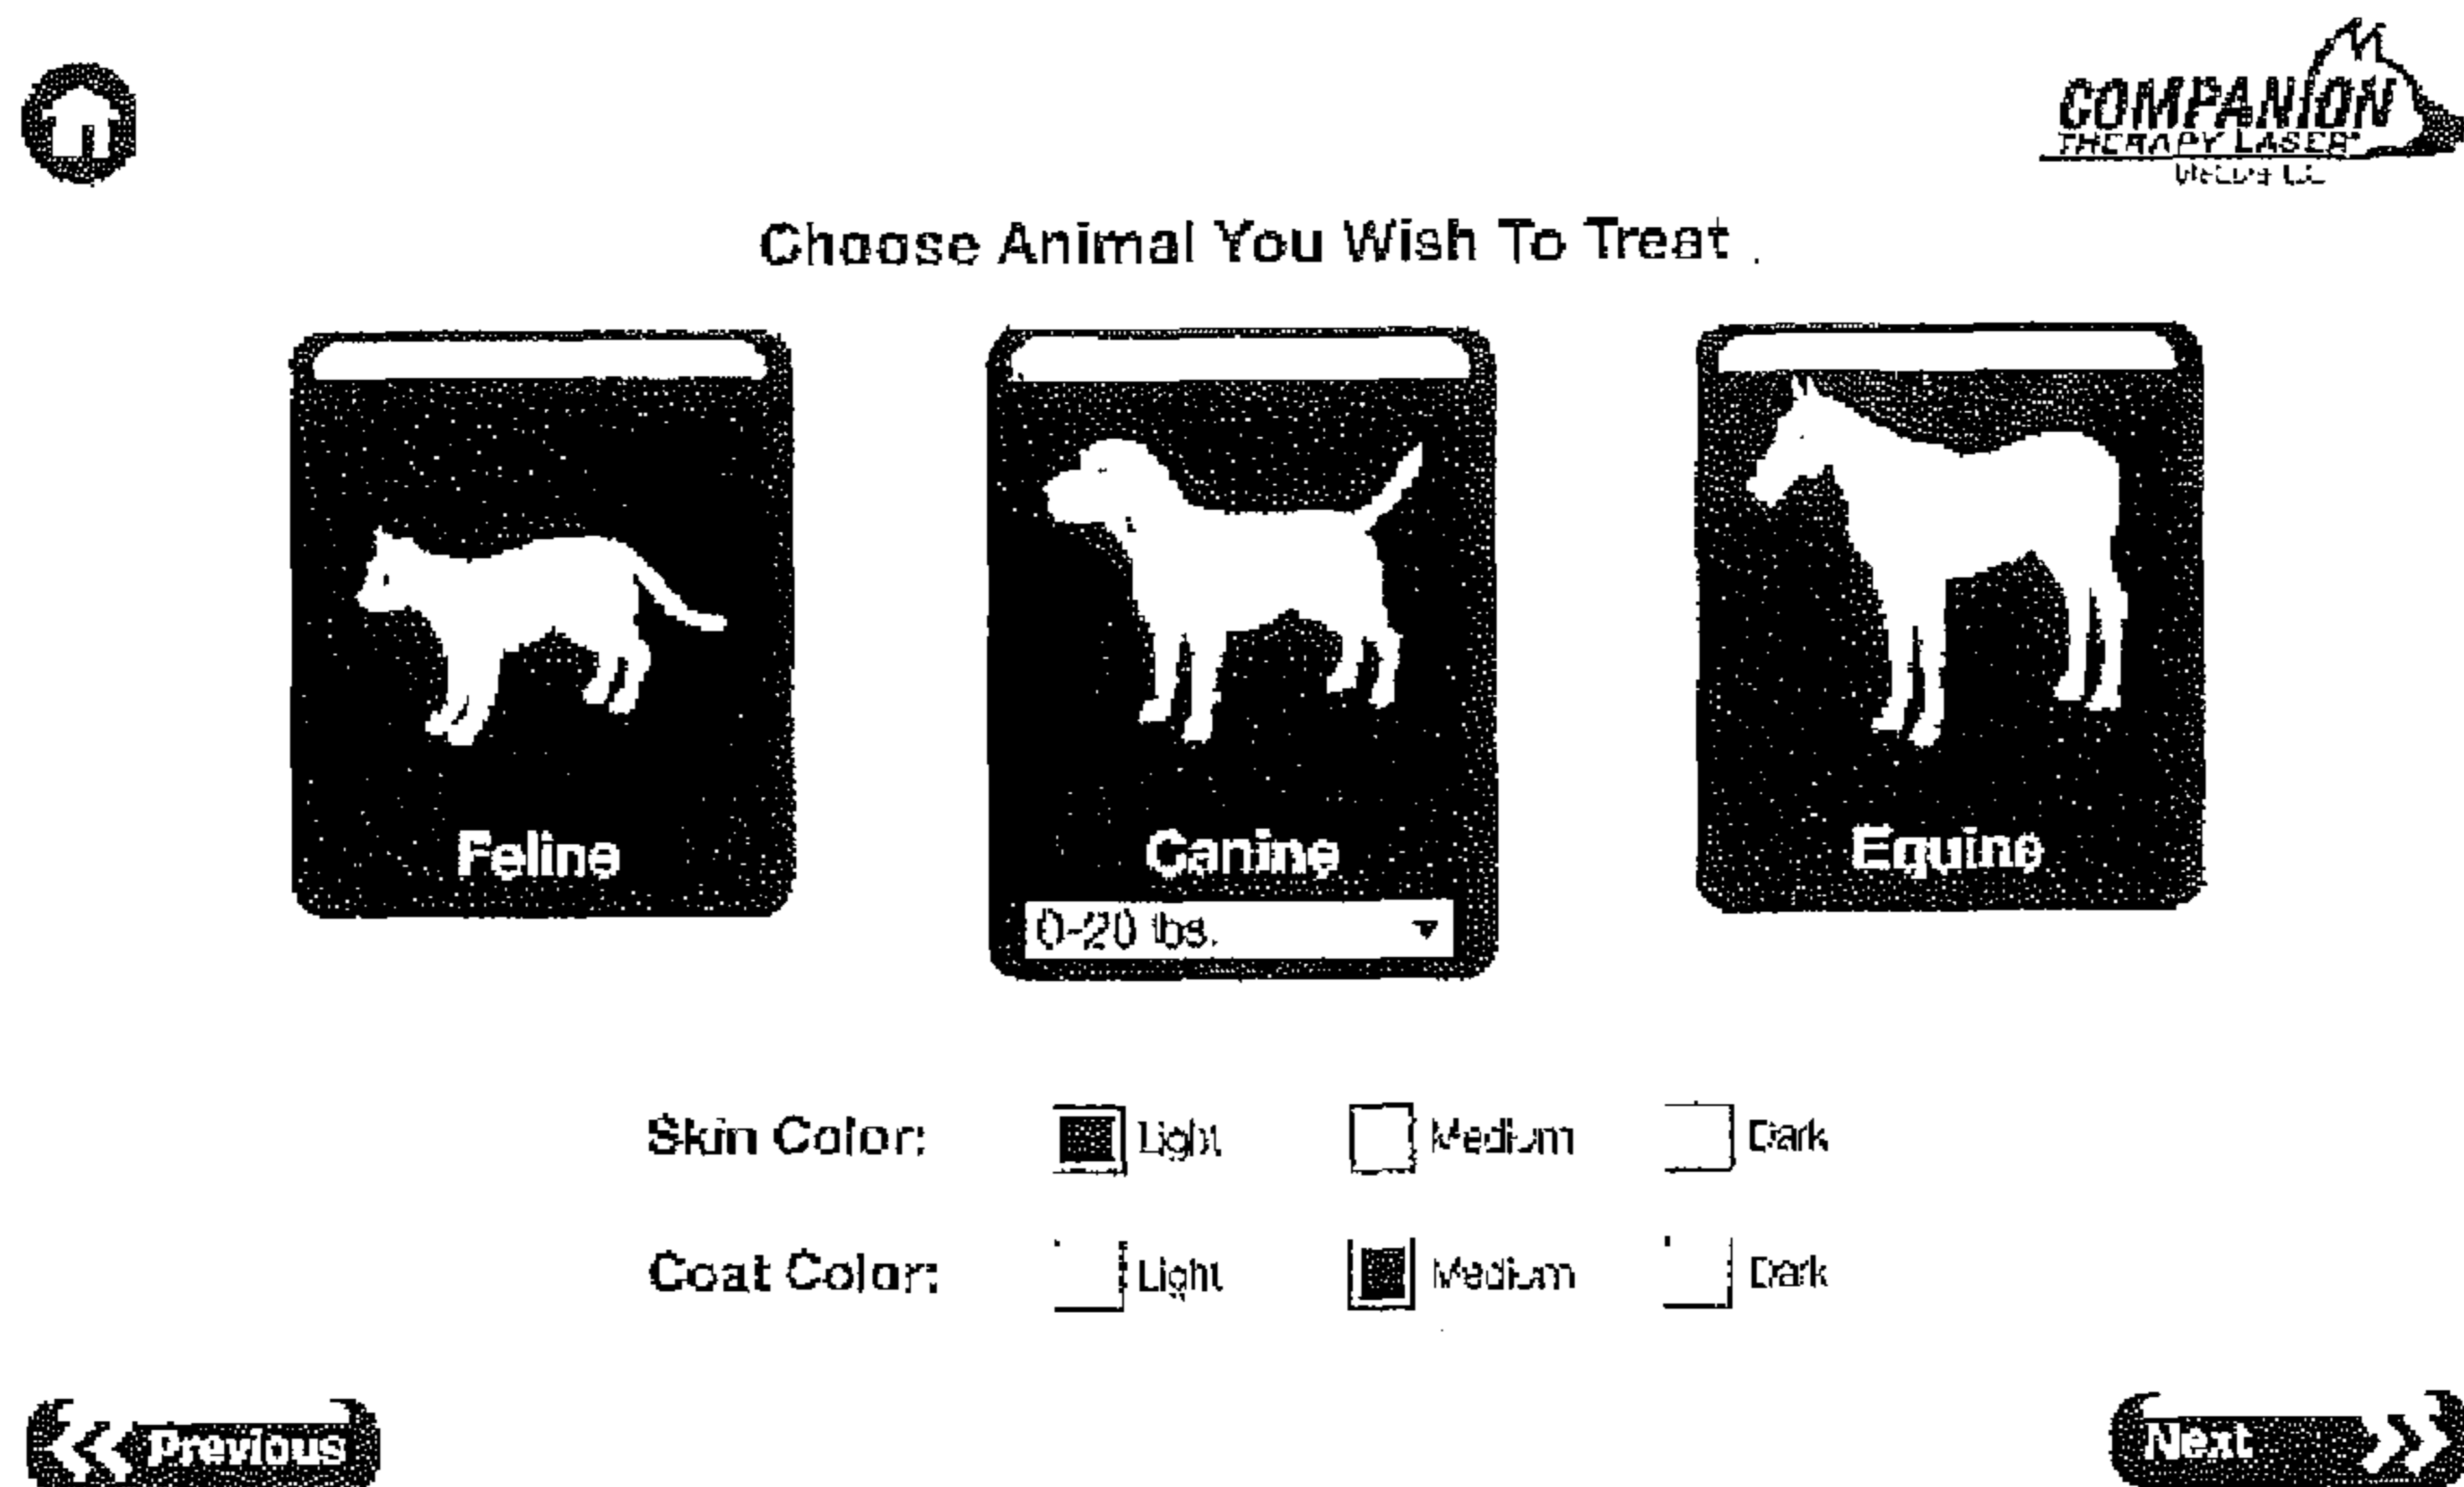 COMPANION
THERAPY LASER
Choose Animal You Wish To Treat
Feline
Canine
Equine
0-20 lbs.
Skin Color: Light Medium Dark
Coat Color: Light Medium Dark
Previous
Next